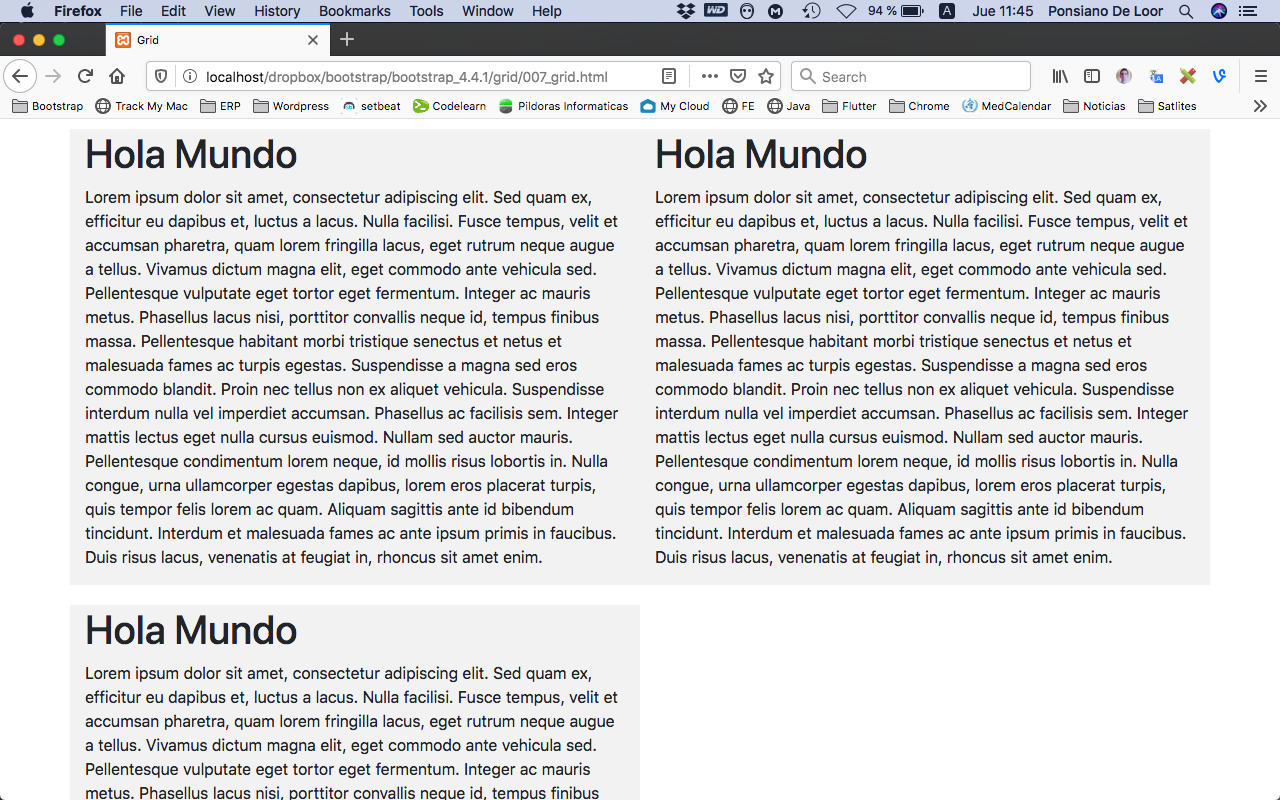 Firefox File Edit View History Bookmarks Tools Window Help WD M 94 % A Jue 11:45 Ponsiano De Loor
Grid
localhost/dropbox/bootstrap/bootstrap_4.4.1/grid/007_grid.html Search
Bootstrap Track My Mac ERP Wordpress setbeat Codelearn Pildoras Informaticas My Cloud FE Java Flutter Chrome MedCalendar Noticias Satlites
Hola Mundo
Lorem ipsum dolor sit amet, consectetur adipiscing elit. Sed quam ex,
efficitur eu dapibus et, luctus a lacus. Nulla facilisi. Fusce tempus, velit et
accumsan pharetra, quam lorem fringilla lacus, eget rutrum neque augue
a tellus. Vivamus dictum magna elit, eget commodo ante vehicula sed.
Pellentesque vulputate eget tortor eget fermentum. Integer ac mauris
metus. Phasellus lacus nisi, porttitor convallis neque id, tempus finibus
massa. Pellentesque habitant morbi tristique senectus et netus et
malesuada fames ac turpis egestas. Suspendisse a magna sed eros
commodo blandit. Proin nec tellus non ex aliquet vehicula. Suspendisse
interdum nulla vel imperdiet accumsan. Phasellus ac facilisis sem. Integer
mattis lectus eget nulla cursus euismod. Nullam sed auctor mauris.
Pellentesque condimentum lorem neque, id mollis risus lobortis in. Nulla
congue, urna ullamcorper egestas dapibus, lorem eros placerat turpis,
quis tempor felis lorem ac quam. Aliquam sagittis ante id bibendum
tincidunt. Interdum et malesuada fames ac ante ipsum primis in faucibus.
Duis risus lacus, venenatis at feugiat in, rhoncus sit amet enim.
Hola Mundo
Lorem ipsum dolor sit amet, consectetur adipiscing elit. Sed quam ex,
efficitur eu dapibus et, luctus a lacus. Nulla facilisi. Fusce tempus, velit et
accumsan pharetra, quam lorem fringilla lacus, eget rutrum neque augue
a tellus. Vivamus dictum magna elit, eget commodo ante vehicula sed.
Pellentesque vulputate eget tortor eget fermentum. Integer ac mauris
metus. Phasellus lacus nisi, porttitor convallis neque id, tempus finibus
massa. Pellentesque habitant morbi tristique senectus et netus et
malesuada fames ac turpis egestas. Suspendisse a magna sed eros
commodo blandit. Proin nec tellus non ex aliquet vehicula. Suspendisse
interdum nulla vel imperdiet accumsan. Phasellus ac facilisis sem. Integer
mattis lectus eget nulla cursus euismod. Nullam sed auctor mauris.
Pellentesque condimentum lorem neque, id mollis risus lobortis in. Nulla
congue, urna ullamcorper egestas dapibus, lorem eros placerat turpis,
quis tempor felis lorem ac quam. Aliquam sagittis ante id bibendum
tincidunt. Interdum et malesuada fames ac ante ipsum primis in faucibus.
Duis risus lacus, venenatis at feugiat in, rhoncus sit amet enim.
Hola Mundo
Lorem ipsum dolor sit amet, consectetur adipiscing elit. Sed quam ex,
efficitur eu dapibus et, luctus a lacus. Nulla facilisi. Fusce tempus, velit et
accumsan pharetra, quam lorem fringilla lacus, eget rutrum neque augue
a tellus. Vivamus dictum magna elit, eget commodo ante vehicula sed.
Pellentesque vulputate eget tortor eget fermentum. Integer ac mauris
metus. Phasellus lacus nisi, porttitor convallis neque id, tempus finibus